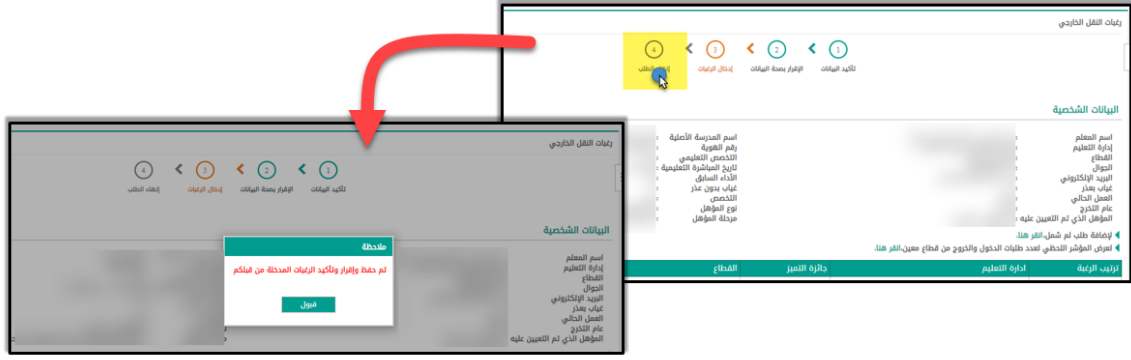 رغبات النقل الخارجي
1
2
3
4
تأكيد البيانات
الإقرار بصحة البيانات
إدخال الرغبات
إنهاء الطلب
البيانات الشخصية
اسم المعلم :
إدارة التعليم :
القطاع :
الجوال :
البريد الإلكتروني :
غياب بعذر :
العمل الحالي :
عام التخرج :
المؤهل الذي تم التعيين عليه :
اسم المدرسة الأصلية :
رقم الهوية :
التخصص التعليمي :
تاريخ المباشرة التعليمية :
الأداء السابق :
غياب بدون عذر :
التخصص :
نوع المؤهل :
مرحلة المؤهل :
لإضافة طلب لم شمل،انقر هنا.
لعرض المؤشر اللحظي لعدد طلبات الدخول والخروج من قطاع معين،انقر هنا.
ترتيب الرغبة
ادارة التعليم
جائزة التميز
القطاع
رغبات النقل الخارجي
1
2
3
4
تأكيد البيانات
الإقرار بصحة البيانات
إدخال الرغبات
إنهاء الطلب
البيانات الشخصية
اسم المعلم
إدارة التعليم
القطاع
الجوال
البريد الإلكتروني
غياب بعذر
العمل الحالي
عام التخرج
المؤهل الذي تم التعيين عليه
ملاحظة
تم حفظ وإقرار وتأكيد الرغبات المدخلة من قبلكم
قبول